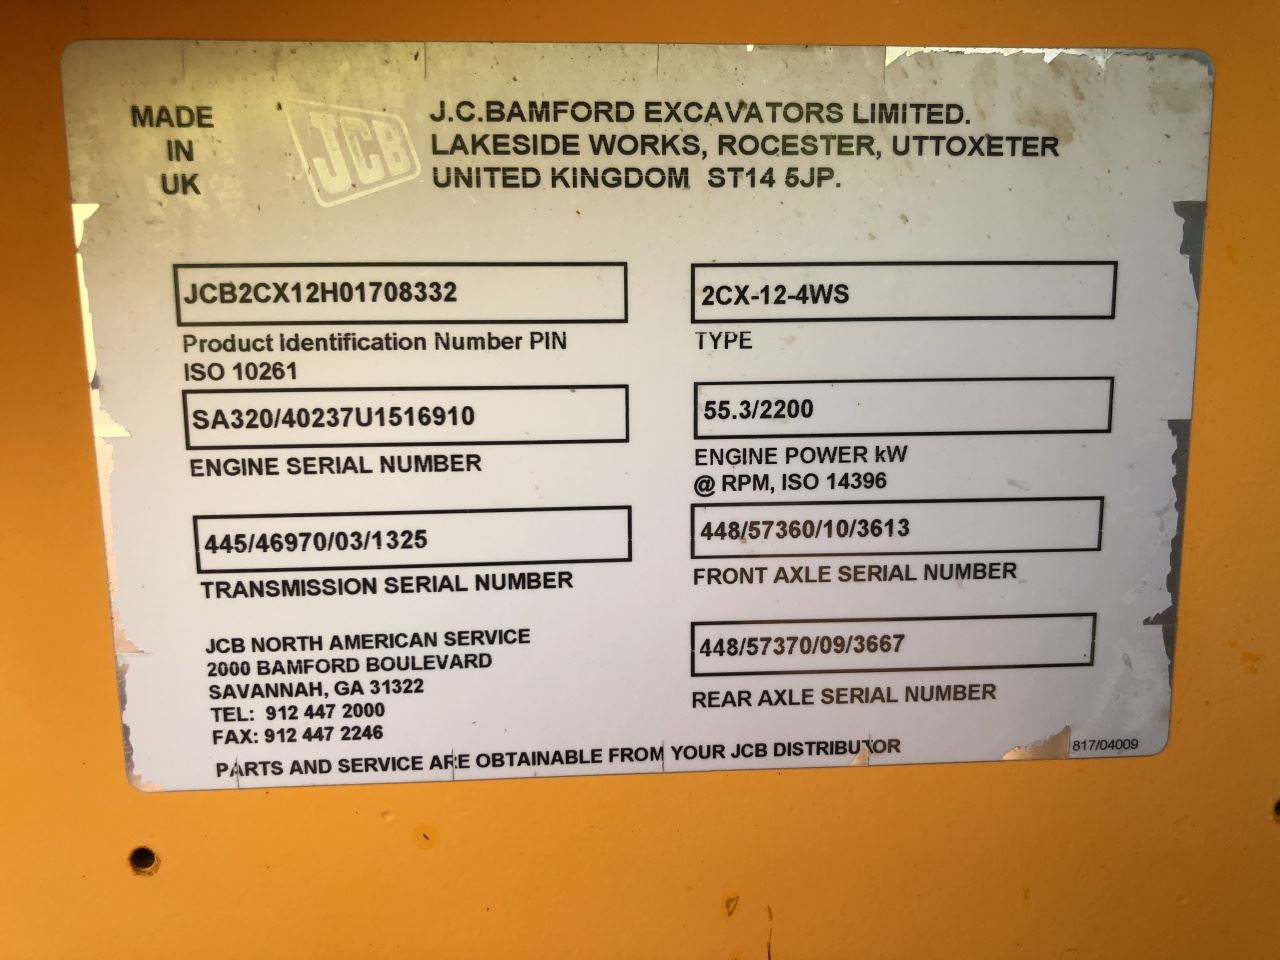 MADE
IN
UK
JCB
J.C.BAMFORD EXCAVATORS LIMITED.
LAKESIDE WORKS, ROCESTER, UTTOXETER
UNITED KINGDOM ST14 5JP.
JCB2CX12H01708332
Product Identification Number PIN
ISO 10261
2CX-12-4WS
TYPE
SA320/40237U1516910
ENGINE SERIAL NUMBER
55.3/2200
ENGINE POWER kW
@ RPM, ISO 14396
445/46970/03/1325
TRANSMISSION SERIAL NUMBER
448/57360/10/3613
FRONT AXLE SERIAL NUMBER
448/57370/09/3667
REAR AXLE SERIAL NUMBER
JCB NORTH AMERICAN SERVICE
2000 BAMFORD BOULEVARD
SAVANNAH, GA 31322
TEL: 912 447 2000
FAX: 912 447 2246
PARTS AND SERVICE ARE OBTAINABLE FROM YOUR JCB DISTRIBUTOR
817/04009